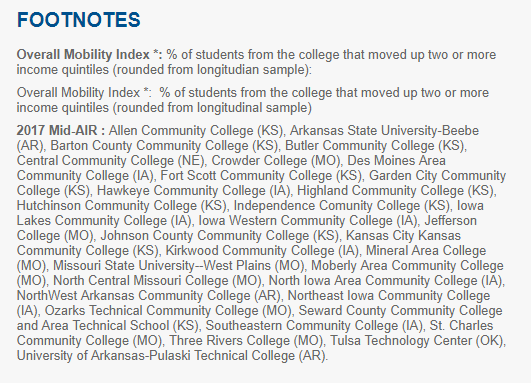 FOOTNOTES
Overall Mobility Index *: % of students from the college that moved up two or more
income quintiles (rounded from longitudian sample):
Overall Mobility Index *:  % of students from the college that moved up two or more
income quintiles (rounded from longitudinal sample)
2017 Mid-AIR : Allen Community College (KS), Arkansas State University-Beebe
(AR), Barton County Community College (KS), Butler Community College (KS),
Central Community College (NE), Crowder College (MO), Des Moines Area
Community College (IA), Fort Scott Community College (KS), Garden City Community
College (KS), Hawkeye Community College (IA), Highland Community College (KS),
Hutchinson Community College (KS), Independence Comunity College (KS), Iowa
Lakes Community College (IA), Iowa Western Community College (IA), Jefferson
College (MO), Johnson County Community College (KS), Kansas City Kansas
Community College (KS), Kirkwood Community College (IA), Mineral Area College
(MO), Missouri State University--West Plains (MO), Moberly Area Community College
(MO), North Central Missouri College (MO), North Iowa Area Community College (IA),
NorthWest Arkansas Community College (AR), Northeast Iowa Community College
(IA), Ozarks Technical Community College (MO), Seward County Community College
and Area Technical School (KS), Southeastern Community College (IA), St. Charles
Community College (MO), Three Rivers College (MO), Tulsa Technology Center (OK),
University of Arkansas-Pulaski Technical College (AR).